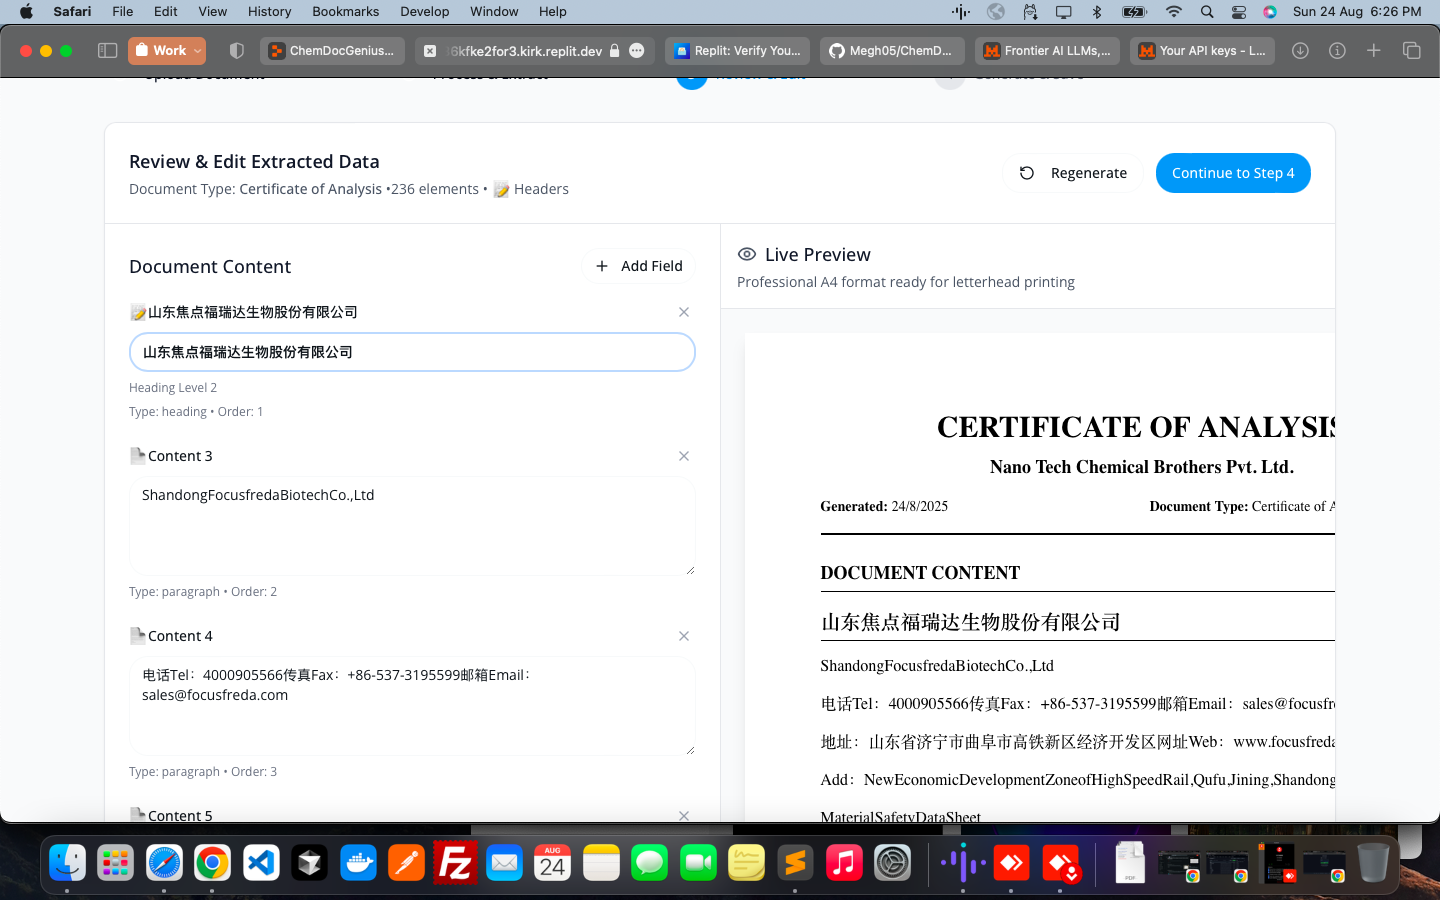 Safari File Edit View History Bookmarks Develop Window Help Sun 24 Aug 6:26 PM
Work ChemDocGenius... 6kfke2for3.kirk.replit.dev Replit: Verify You... Megh05/ChemD... Frontier AI LLMs,... Your API keys - L...
Review & Edit Extracted Data
Document Type: Certificate of Analysis •236 elements • 📝 Headers
Regenerate
Continue to Step 4
Document Content
Add Field
山东焦点福瑞达生物股份有限公司
山东焦点福瑞达生物股份有限公司
Heading Level 2
Type: heading • Order: 1
Content 3
ShandongFocusfredaBiotechCo.,Ltd
Type: paragraph • Order: 2
Content 4
电话Tel：4000905566传真Fax：+86-537-3195599邮箱Email：
sales@focusfreda.com
Type: paragraph • Order: 3
Content 5
Live Preview
Professional A4 format ready for letterhead printing
CERTIFICATE OF ANALYSIS
Nano Tech Chemical Brothers Pvt. Ltd.
Generated: 24/8/2025 Document Type: Certificate of A
DOCUMENT CONTENT
山东焦点福瑞达生物股份有限公司
ShandongFocusfredaBiotechCo.,Ltd
电话Tel：4000905566传真Fax：+86-537-3195599邮箱Email：sales@focusfr
地址：山东省济宁市曲阜市高铁新区经济开发区网址Web：www.focusfreda
Add：NewEconomicDevelopmentZoneofHighSpeedRail,Qufu,Jining,Shandong
MaterialSafetyDataSheet
AUG
24
PDF